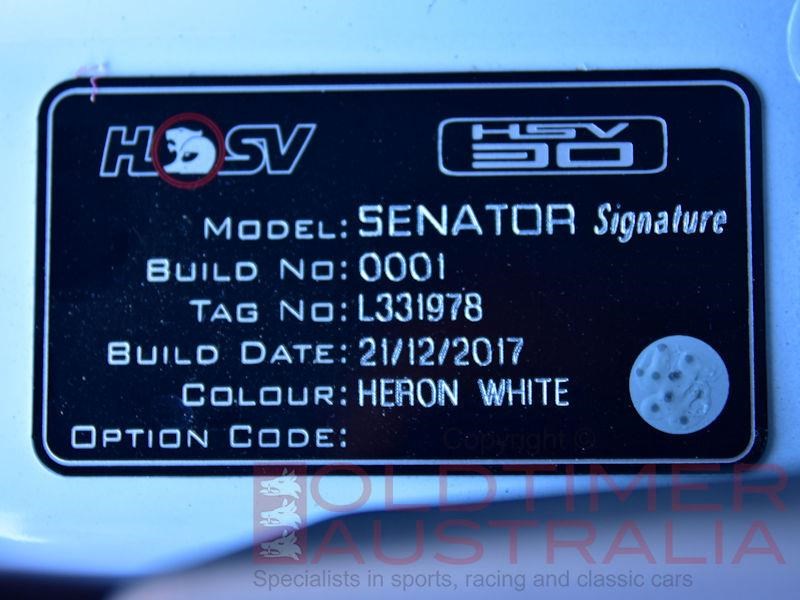 HSV
HSV
30
MODEL: SENATOR Signature
BUILD NO: 0001
TAG NO: L331978
BUILD DATE: 21/12/2017
COLOUR: HERON WHITE
OPTION CODE:
Copyright ©
OLDTIMER
AUSTRALIA
Specialists in sports, racing and classic cars